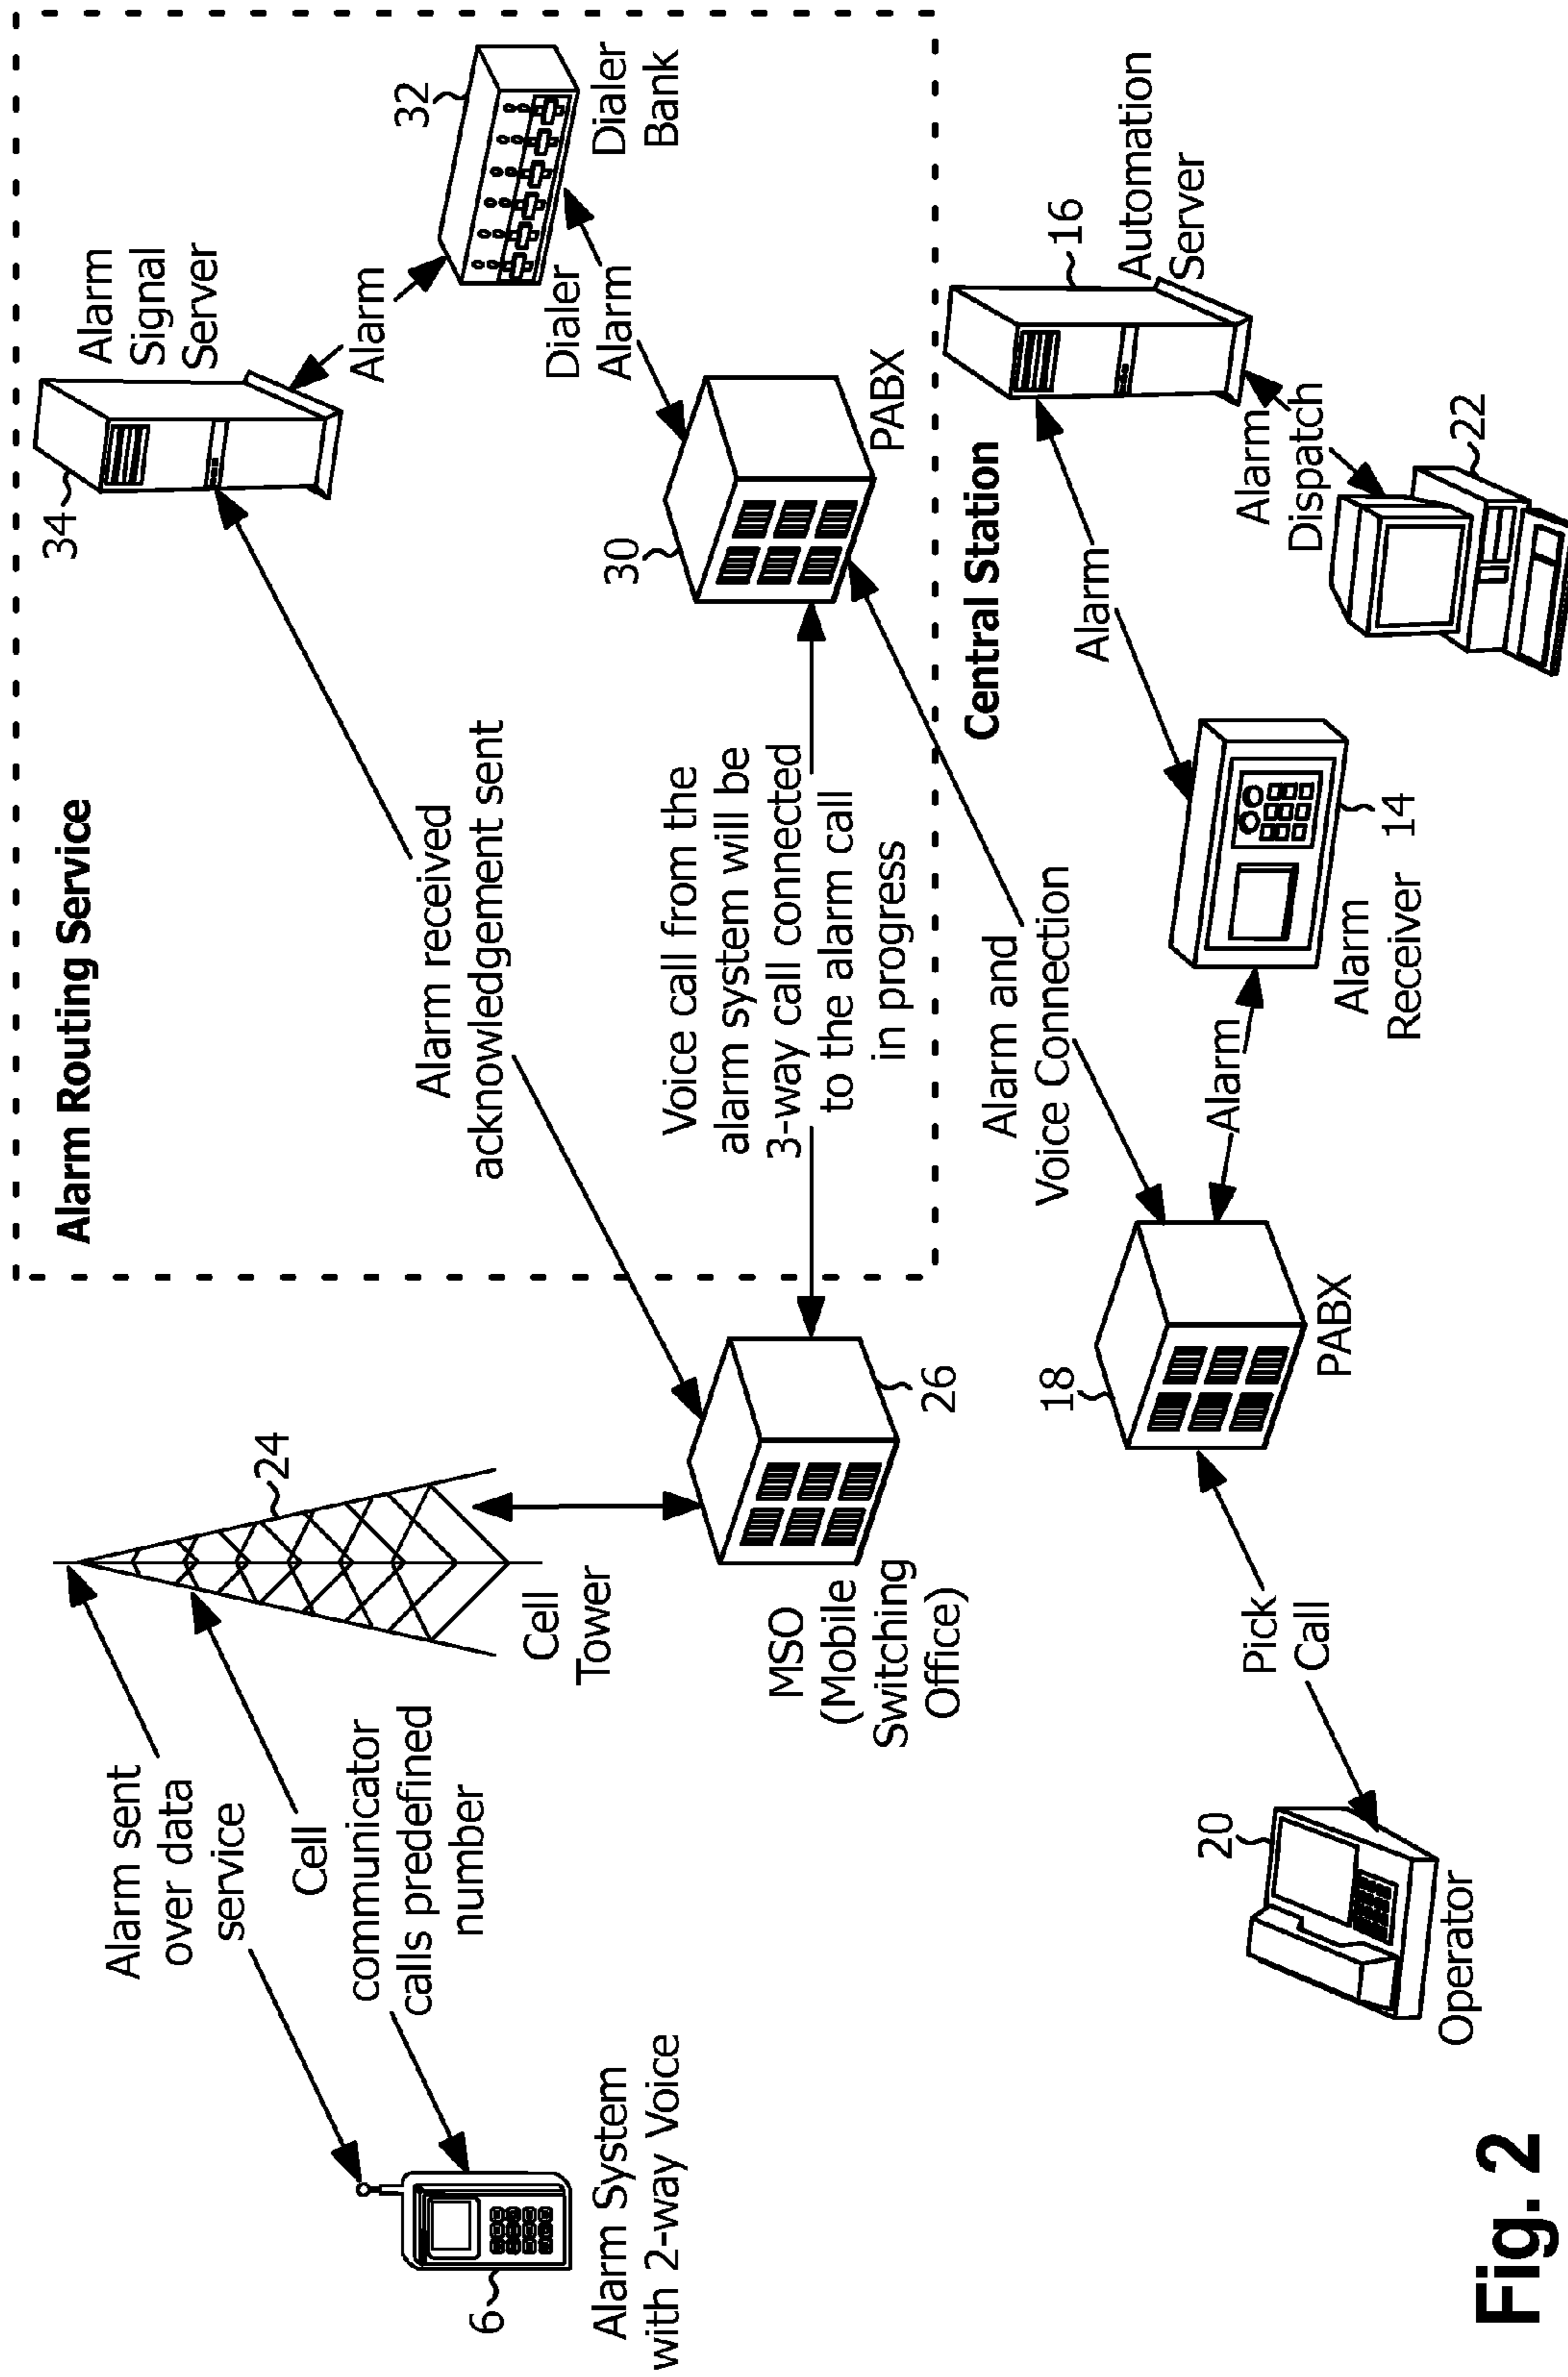 Alarm sent
over data
service
Cell
communicator
calls predefined
number
6
Alarm System
with 2-way Voice
24
Cell
Tower
MSO
(Mobile
Switching
Office)
26
Alarm Routing Service
Alarm received
acknowledgement sent
34
Alarm
Signal
Server
Alarm
32
Dialer
Bank
Dialer
Alarm
30
PABX
Voice call from the
alarm system will be
3-way call connected
to the alarm call
in progress
Central Station
Alarm and
Voice Connection
18
PABX
Pick
Call
20
Operator
Alarm
Alarm
Receiver
14
Alarm
16
Automation
Server
Alarm
Dispatch
22
Fig. 2